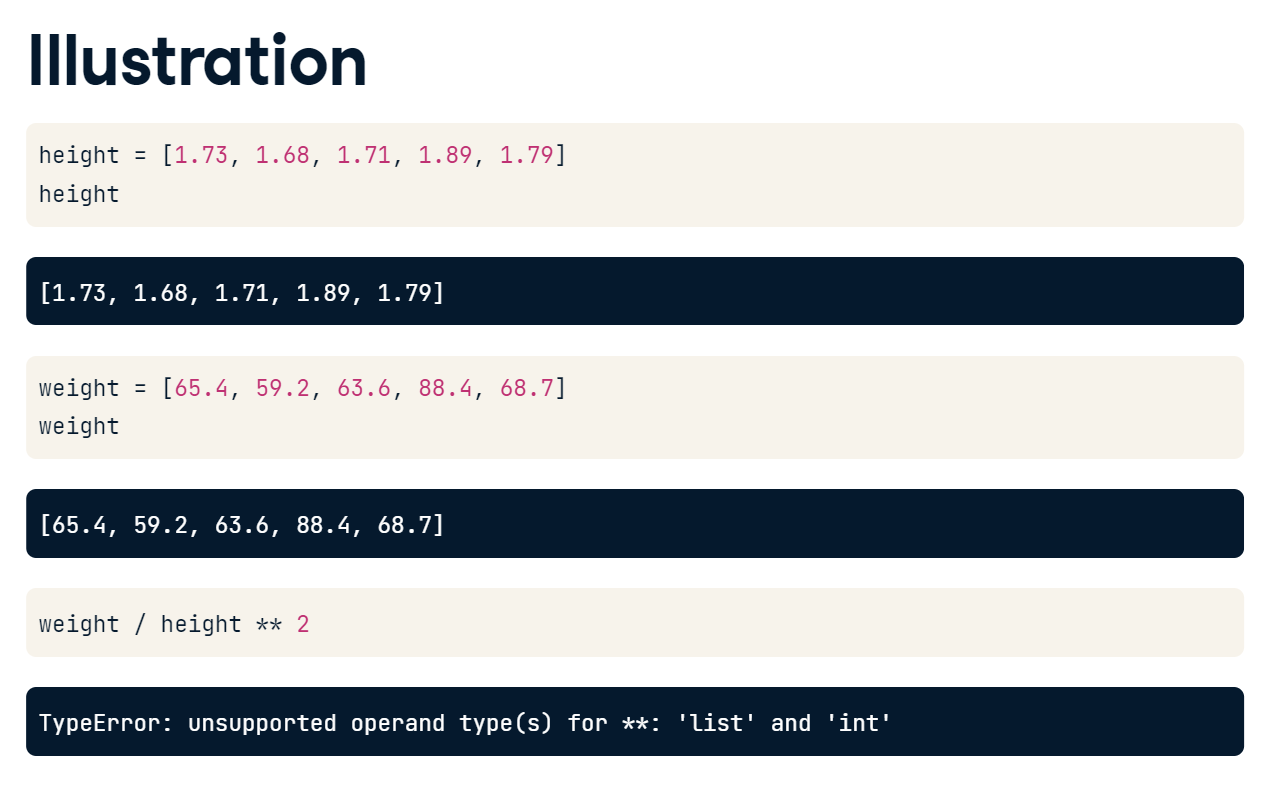 Illustration
height = [1.73, 1.68, 1.71, 1.89, 1.79]
height
[1.73, 1.68, 1.71, 1.89, 1.79]
weight = [65.4, 59.2, 63.6, 88.4, 68.7]
weight
[65.4, 59.2, 63.6, 88.4, 68.7]
weight / height ** 2
TypeError: unsupported operand type(s) for **: 'list' and 'int'